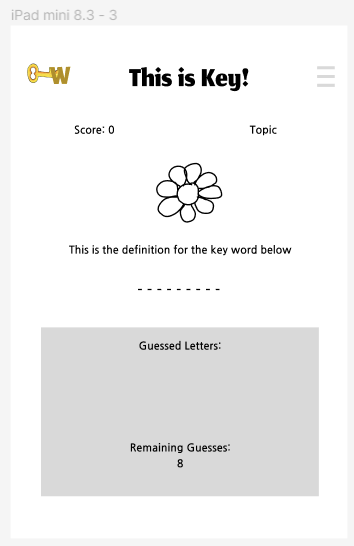 iPad mini 8.3 - 3
W
This is Key!
Score: 0
Topic
This is the definition for the key word below
- - - - - - - - -
Guessed Letters:
Remaining Guesses:
8